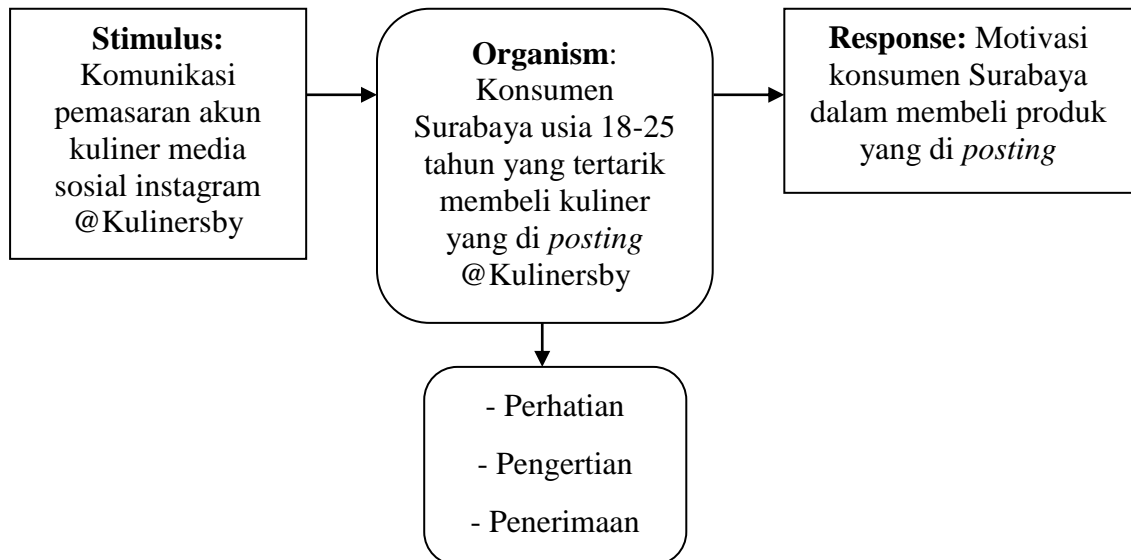 Stimulus:
Komunikasi
pemasaran akun
kuliner media
sosial instagram
@Kulinersby
Organism:
Konsumen
Surabaya usia 18-25
tahun yang tertarik
membeli kuliner
yang di posting
@Kulinersby
Response: Motivasi
konsumen Surabaya
dalam membeli produk
yang di posting
- Perhatian
- Pengertian
- Penerimaan